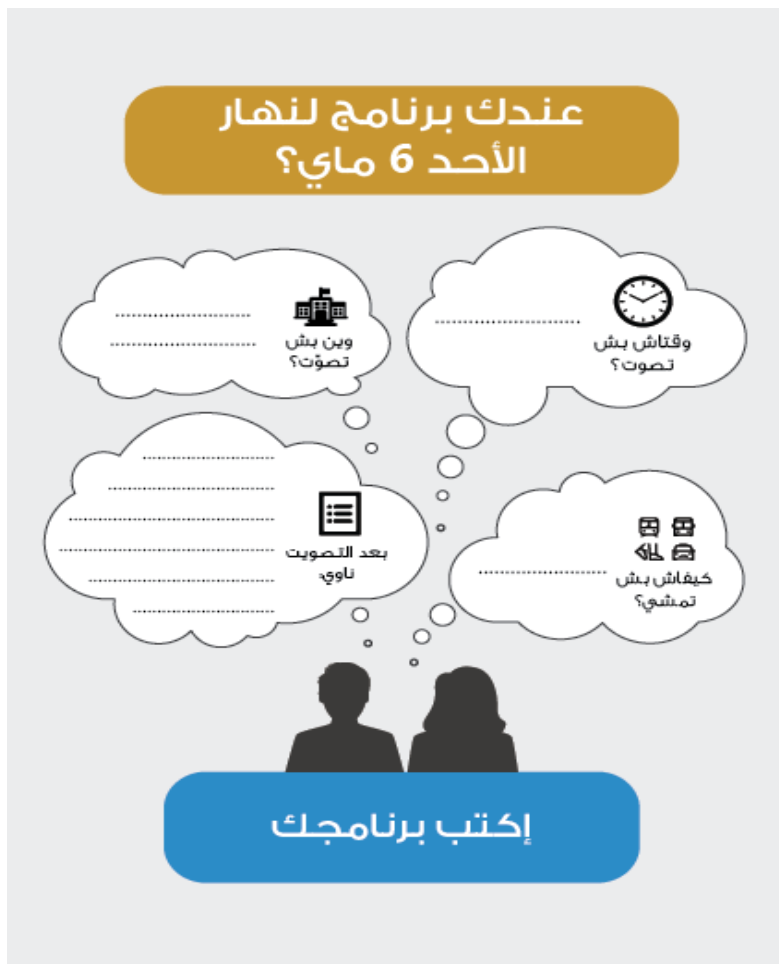 عندك برنامج لنهار
الأحد 6 ماي؟
وقتاش بش
تصوت؟
وين بش
تصوّت؟
كيفاش بش
تمشي؟
بعد التصويت
ناوي:
إكتب برنامجك